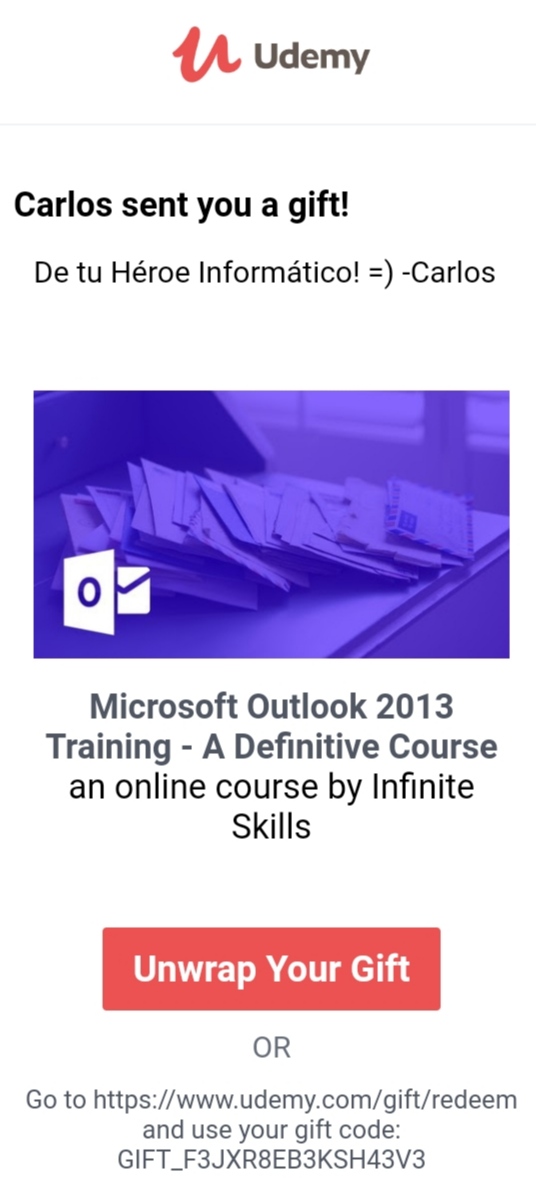 Udemy
Carlos sent you a gift!
De tu Héroe Informático! =) -Carlos
O
Microsoft Outlook 2013
Training - A Definitive Course
an online course by Infinite
Skills
Unwrap Your Gift
OR
Go to https://www.udemy.com/gift/redeem
and use your gift code:
GIFT_F3JXR8EB3KSH43V3